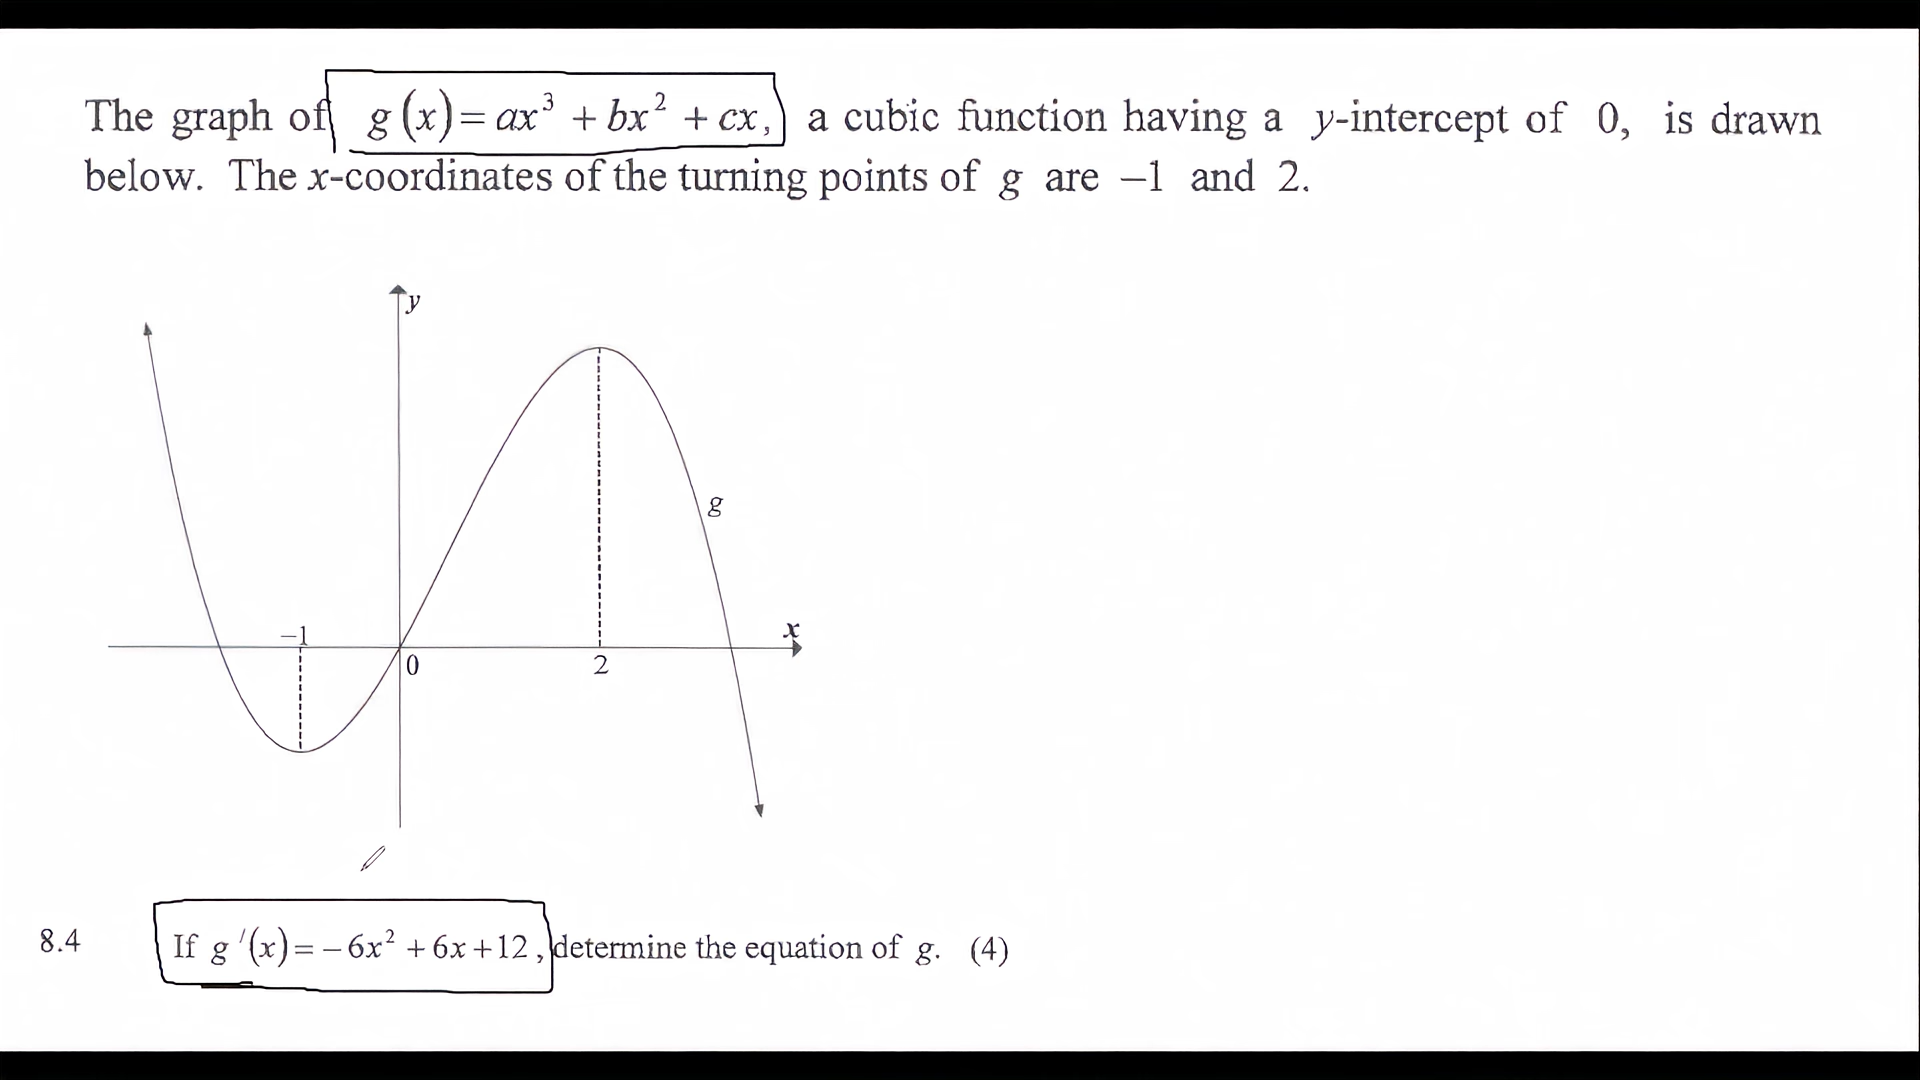 The graph of g(x) = ax³ + bx² + cx, a cubic function having a y-intercept of 0, is drawn
below. The x-coordinates of the turning points of g are –1 and 2.
y
g
–1
x
0
2
8.4 If g ′(x) = – 6x² + 6x + 12, determine the equation of g. (4)